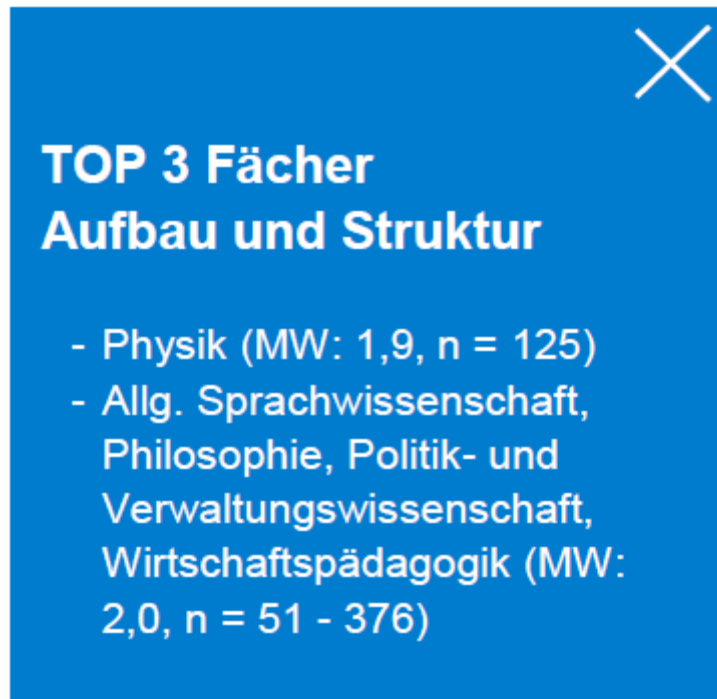 TOP 3 Fächer
Aufbau und Struktur
- Physik (MW: 1,9, n = 125)
- Allg. Sprachwissenschaft,
Philosophie, Politik- und
Verwaltungswissenschaft,
Wirtschaftspädagogik (MW:
2,0, n = 51 - 376)